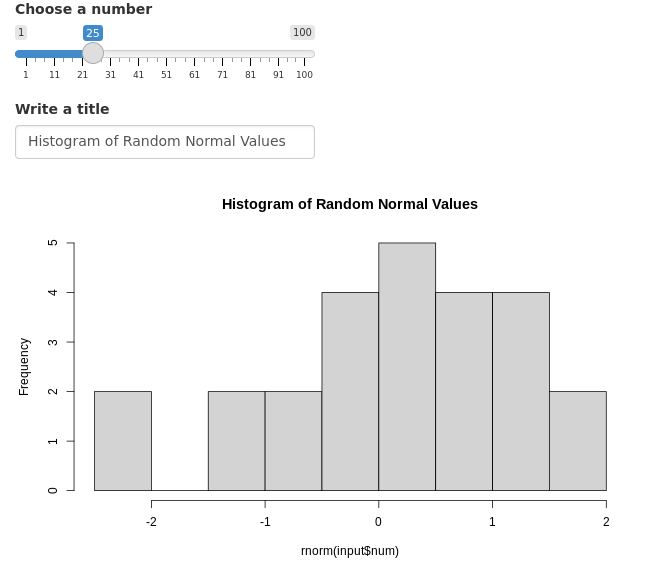 Choose a number
1 25 100
1 11 21 31 41 51 61 71 81 91 100
Write a title
Histogram of Random Normal Values
Histogram of Random Normal Values
5
4
3
2
1
0
Frequency
-2 -1 0 1 2
rnorm(input$num)